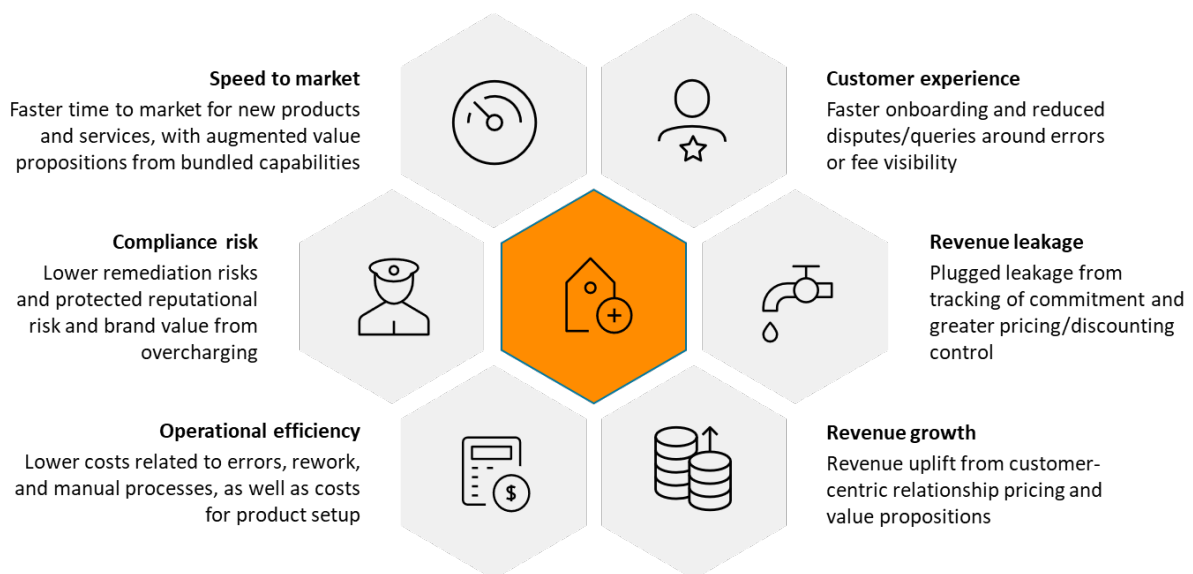 Speed to market
Faster time to market for new products
and services, with augmented value
propositions from bundled capabilities
Customer experience
Faster onboarding and reduced
disputes/queries around errors
or fee visibility
Compliance risk
Lower remediation risks
and protected reputational
risk and brand value from
overcharging
Revenue leakage
Plugged leakage from
tracking of commitment and
greater pricing/discounting
control
Operational efficiency
Lower costs related to errors, rework,
and manual processes, as well as costs
for product setup
$
Revenue growth
Revenue uplift from customer-
centric relationship pricing and
value propositions